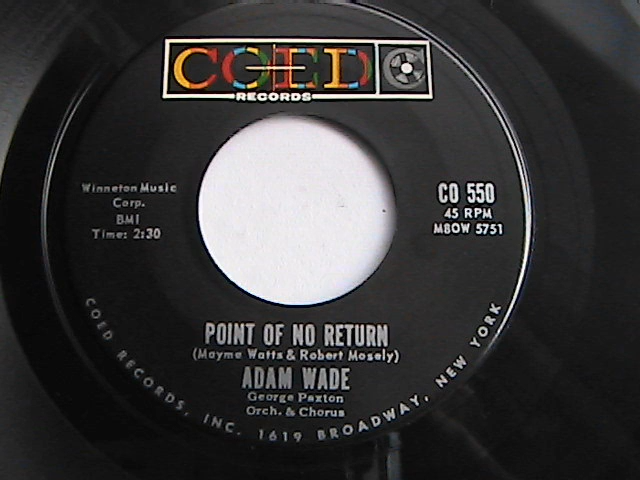 COED
RECORDS
Winneton Music
Corp.
BMI
Time: 2:30
CO 550
45 RPM
M8OW 5751
POINT OF NO RETURN
(Mayme Watts & Robert Mosely)
ADAM WADE
George Paxton
Orch. & Chorus
COED RECORDS, INC. 1619 BROADWAY, NEW YORK